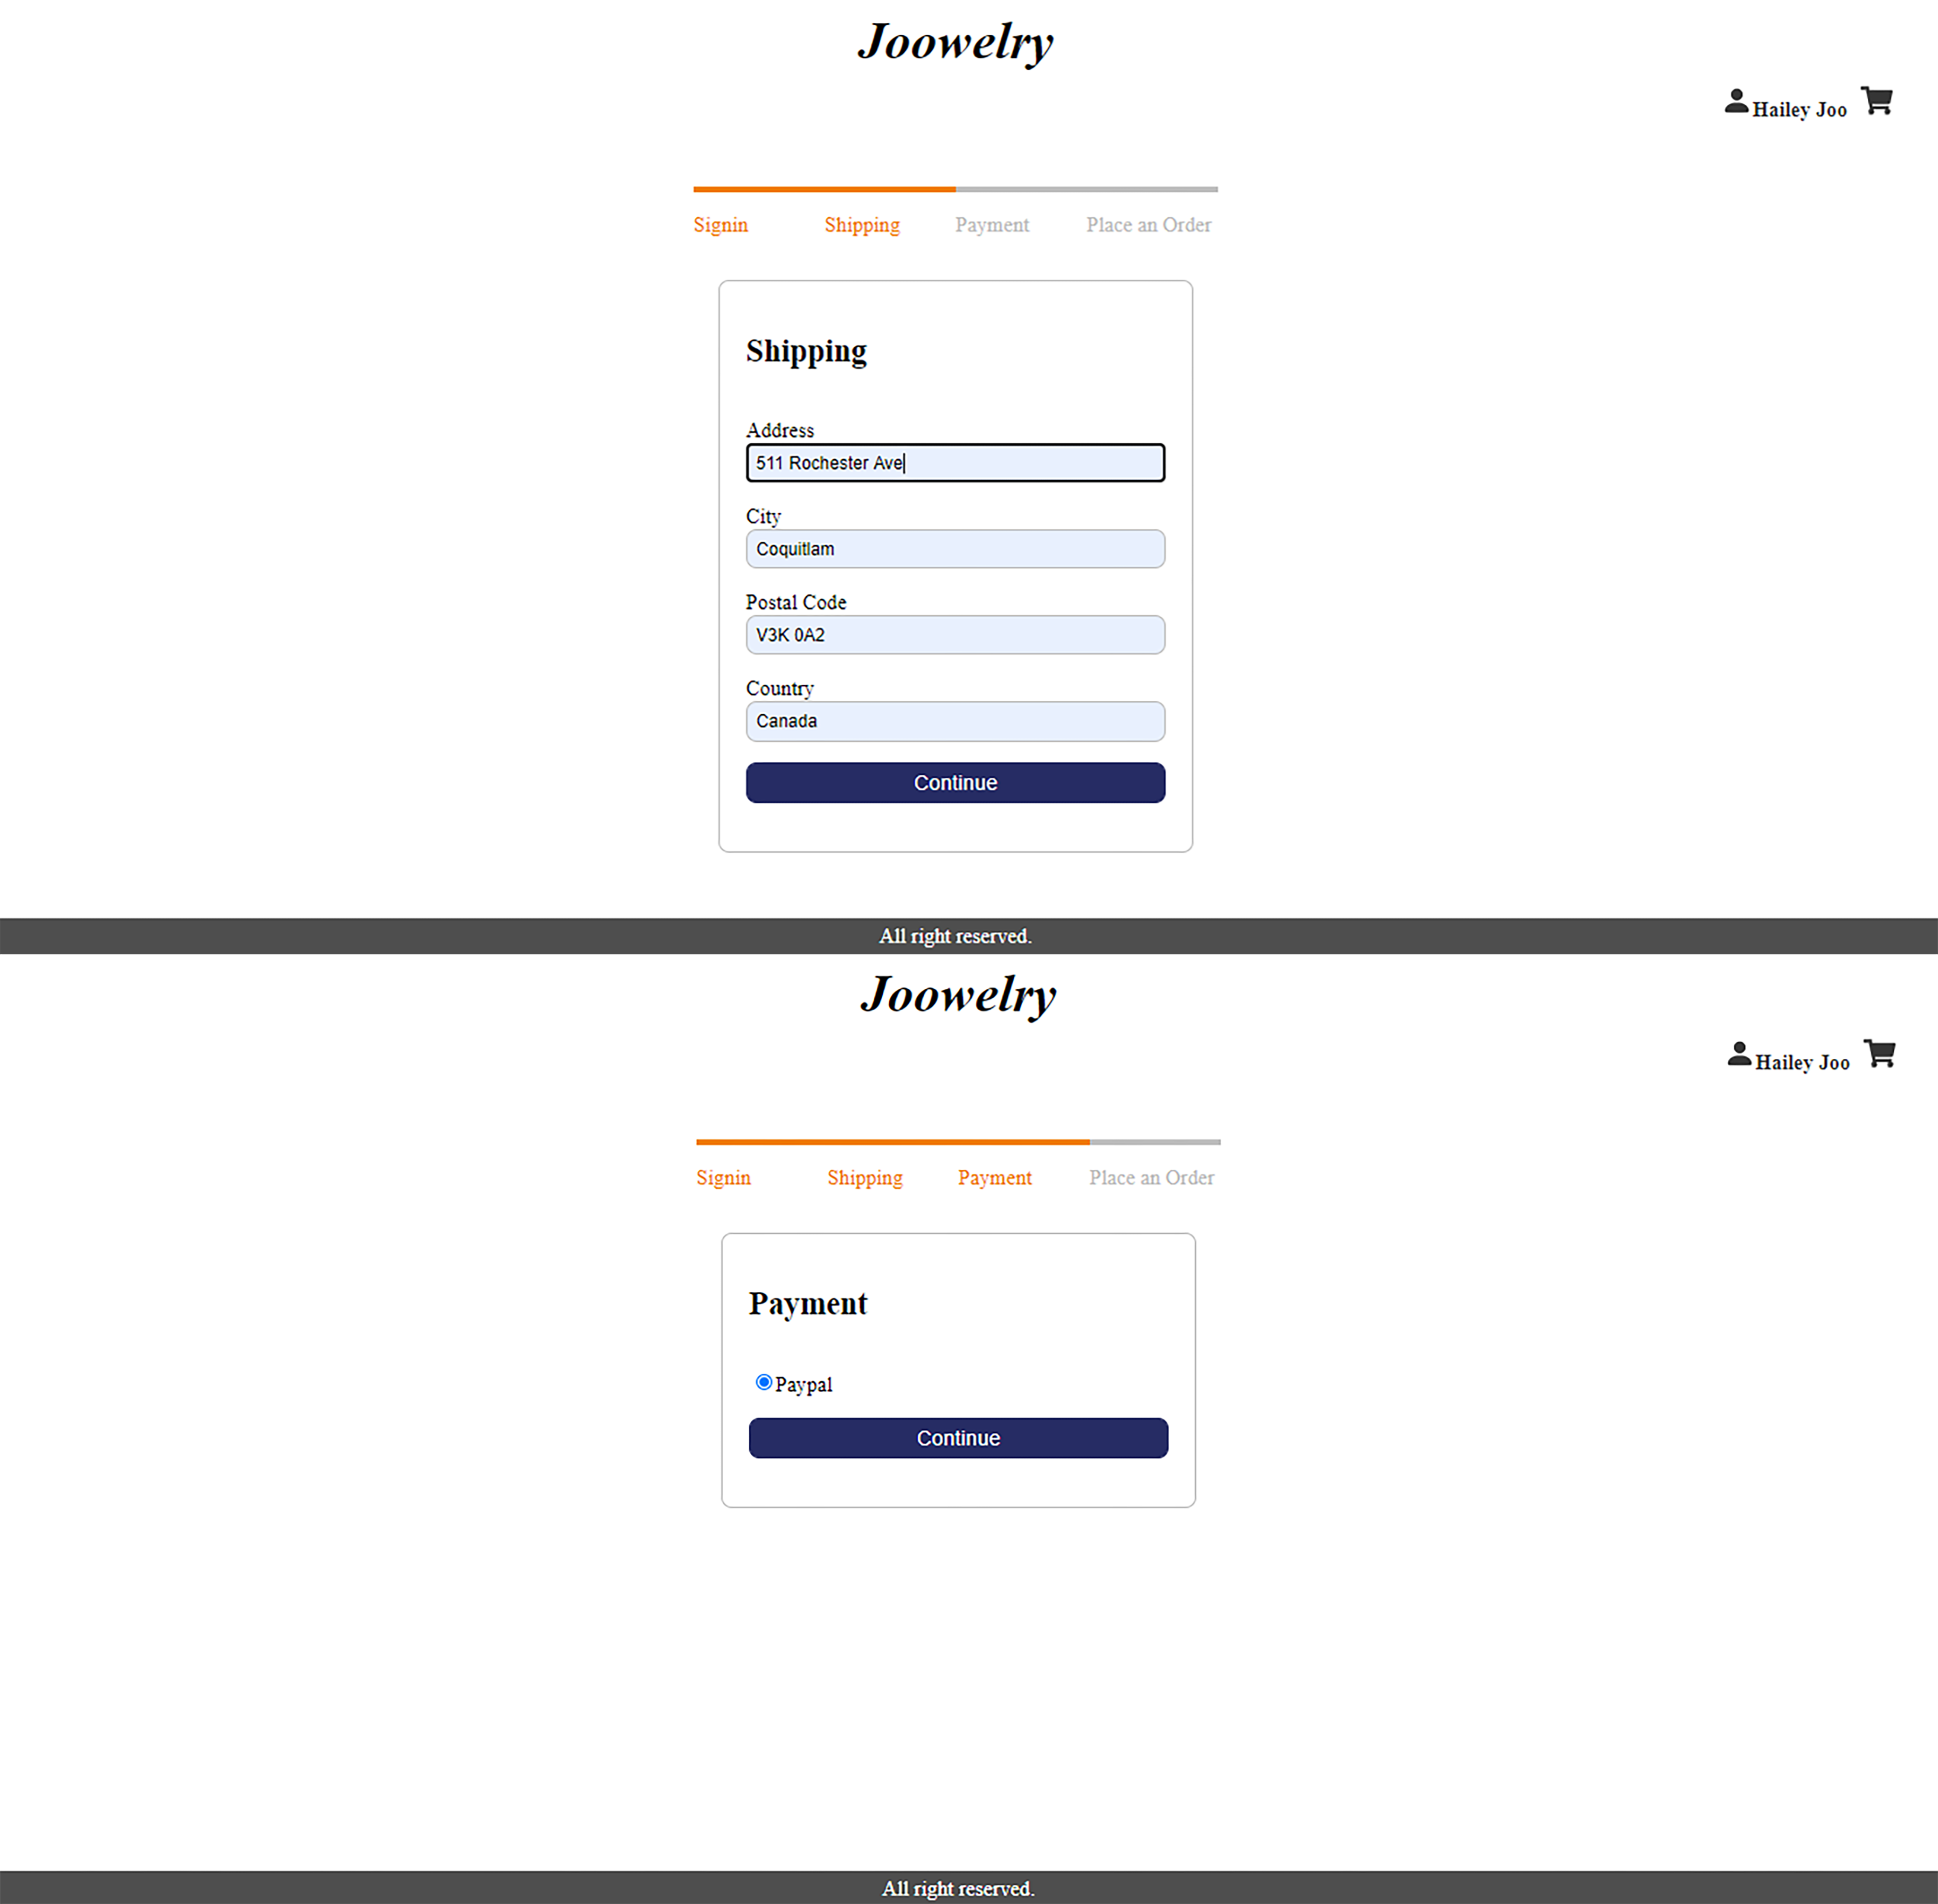 Joowelry
Hailey Joo
Signin Shipping Payment Place an Order
Shipping
Address
511 Rochester Ave
City
Coquitlam
Postal Code
V3K 0A2
Country
Canada
Continue
All right reserved.
Joowelry
Hailey Joo
Signin Shipping Payment Place an Order
Payment
Paypal
Continue
All right reserved.